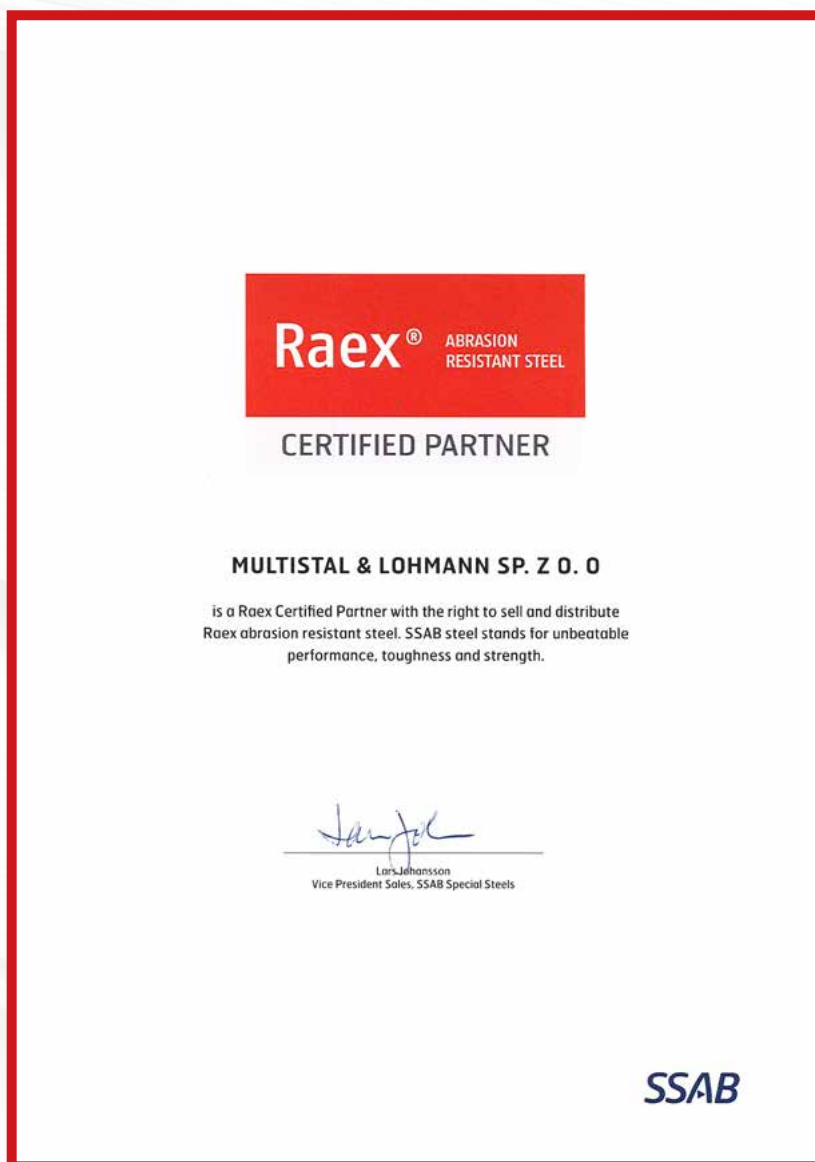 Raex® ABRASION
RESISTANT STEEL
CERTIFIED PARTNER
MULTISTAL & LOHMANN SP. Z O. O
is a Raex Certified Partner with the right to sell and distribute
Raex abrasion resistant steel. SSAB steel stands for unbeatable
performance, toughness and strength.
Lars Johansson
Vice President Sales, SSAB Special Steels
SSAB